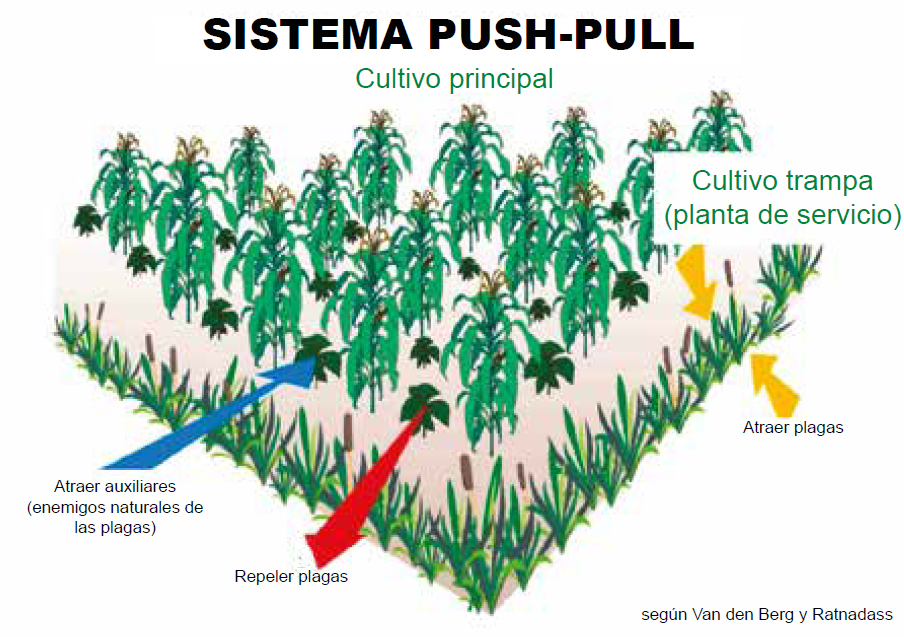 SISTEMA PUSH-PULL
Cultivo principal
Cultivo trampa
(planta de servicio)
Atraer plagas
Atraer auxiliares
(enemigos naturales de
las plagas)
Repeler plagas
según Van den Berg y Ratnadass